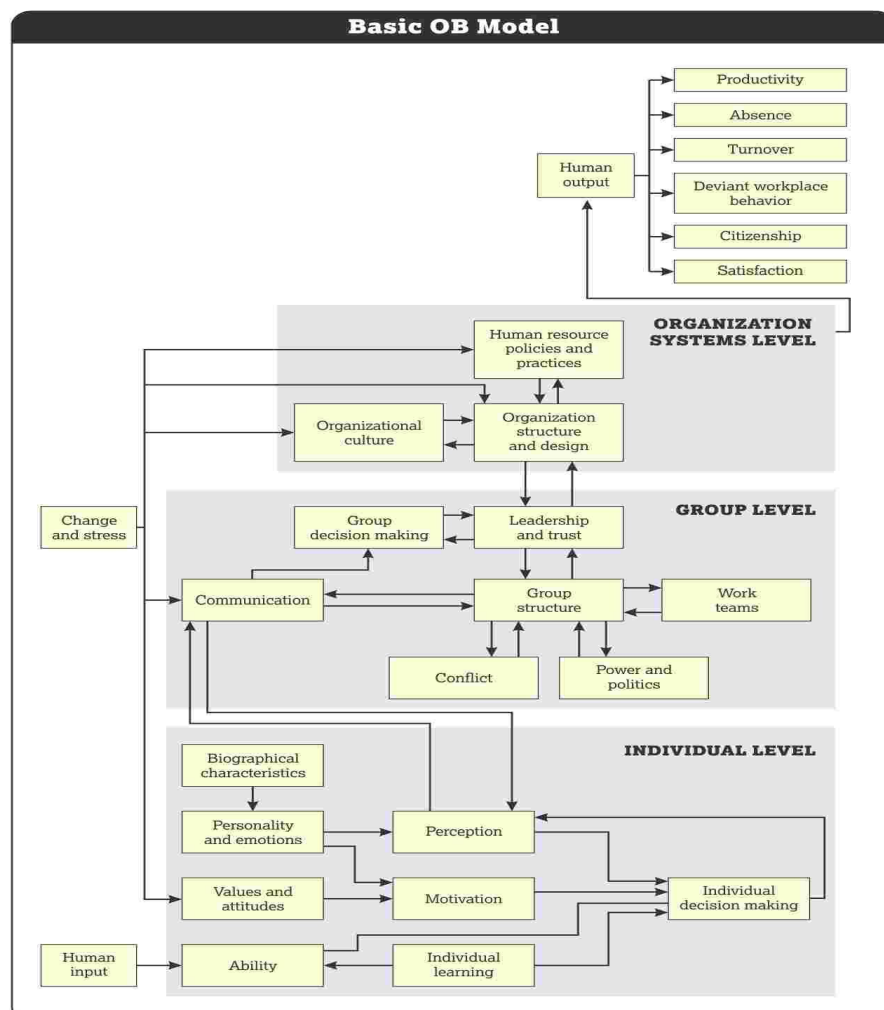 Basic OB Model
Productivity
Absence
Turnover
Human
output
Deviant workplace
behavior
Citizenship
Satisfaction
ORGANIZATION
SYSTEMS LEVEL
Human resource
policies and
practices
Organizational
culture
Organization
structure
and design
Change
and stress
GROUP LEVEL
Group
decision making
Leadership
and trust
Communication
Group
structure
Work
teams
Conflict
Power and
politics
INDIVIDUAL LEVEL
Biographical
characteristics
Personality
and emotions
Perception
Values and
attitudes
Motivation
Individual
decision making
Human
input
Ability
Individual
learning